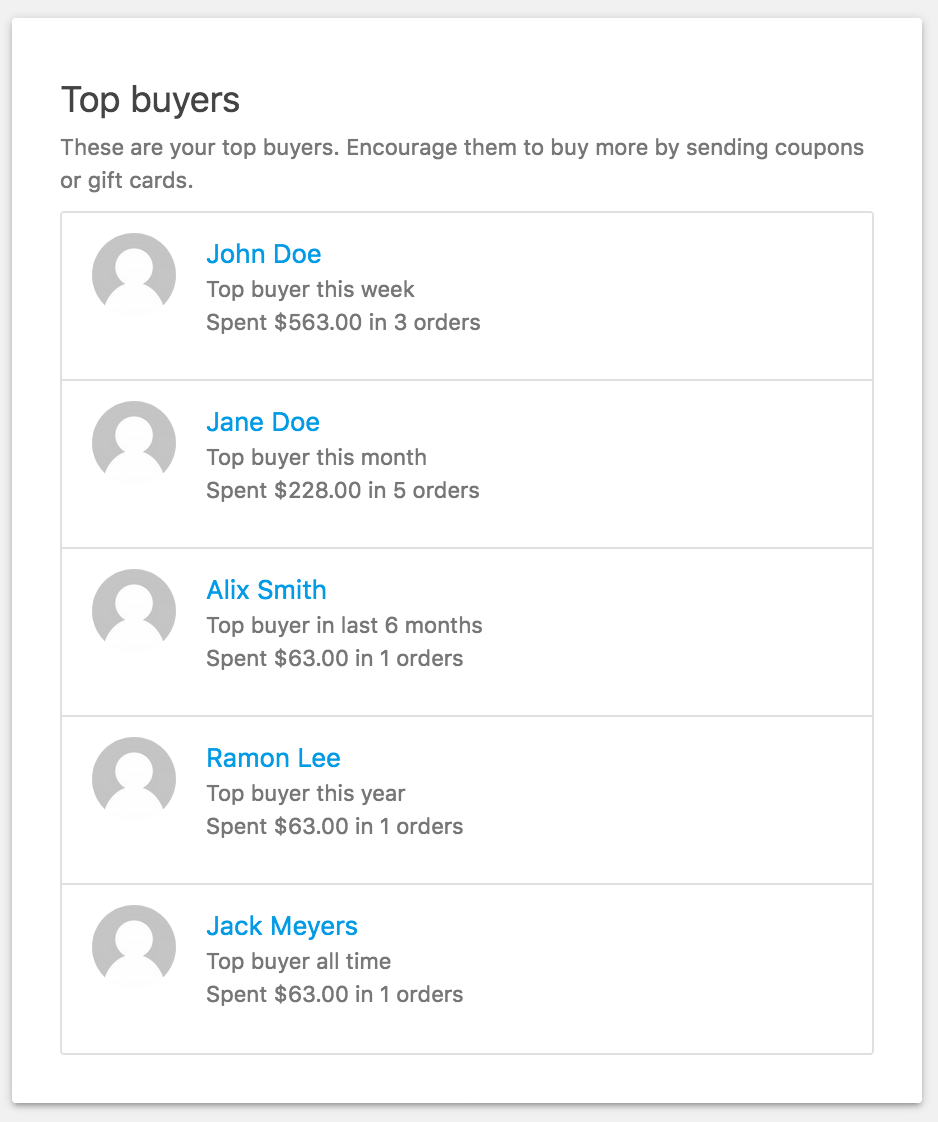 Top buyers
These are your top buyers. Encourage them to buy more by sending coupons
or gift cards.
John Doe
Top buyer this week
Spent $563.00 in 3 orders
Jane Doe
Top buyer this month
Spent $228.00 in 5 orders
Alix Smith
Top buyer in last 6 months
Spent $63.00 in 1 orders
Ramon Lee
Top buyer this year
Spent $63.00 in 1 orders
Jack Meyers
Top buyer all time
Spent $63.00 in 1 orders